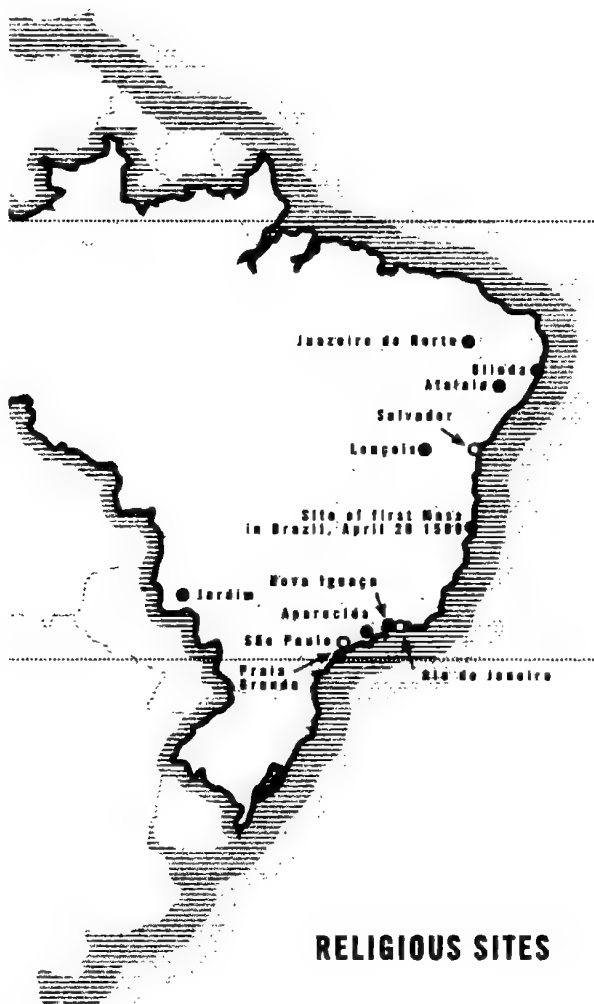 Juazeiro do Norte
Olinda
Atalaia
Salvador
Lençois
Site of first Mass
in Brazil, April 26 1500
Nova Iguaçu
Jardim
Aparecida
São Paulo
Praia
Grande
Rio de Janeiro
RELIGIOUS SITES